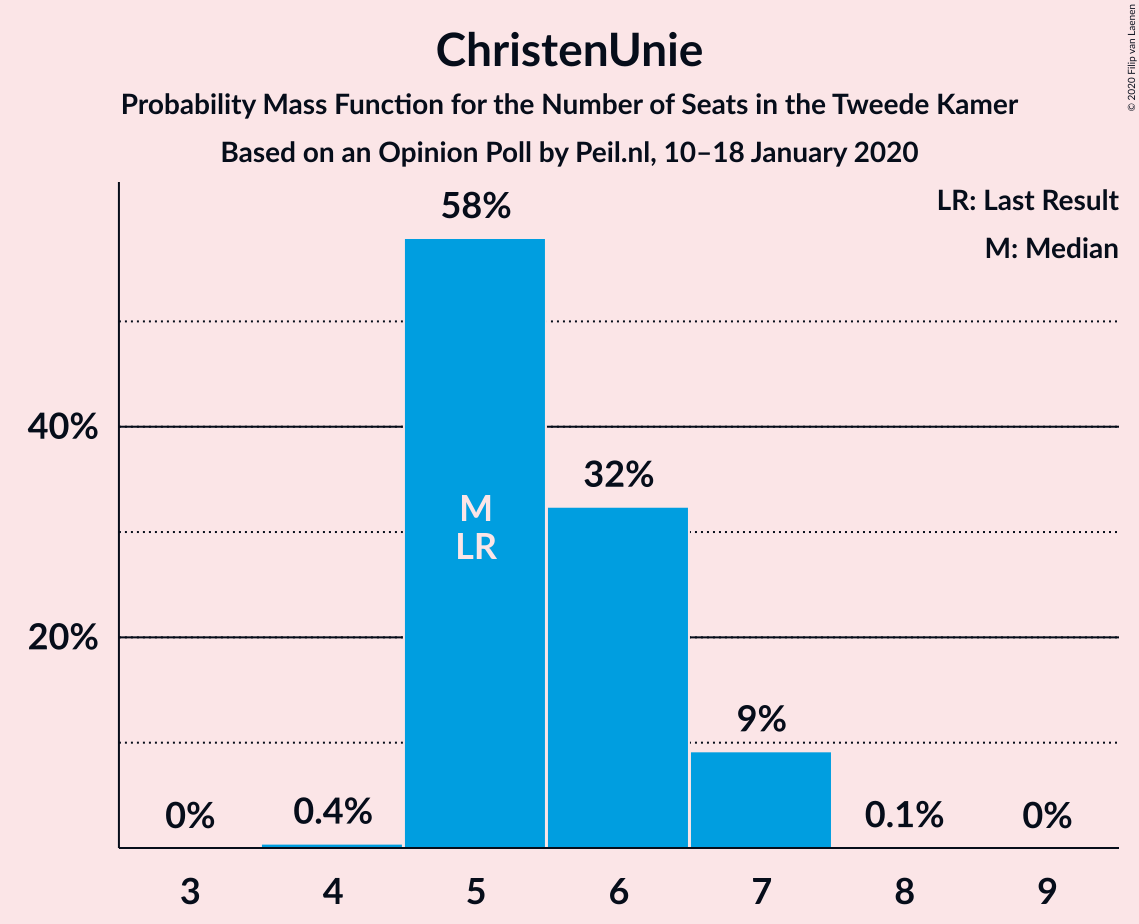 ChristenUnie
Probability Mass Function for the Number of Seats in the Tweede Kamer
Based on an Opinion Poll by Peil.nl, 10–18 January 2020
© 2020 Filip van Laenen
LR: Last Result
M: Median
58%
40%
32%
M
LR
20%
9%
0%
0.4%
0.1%
0%
3 4 5 6 7 8 9